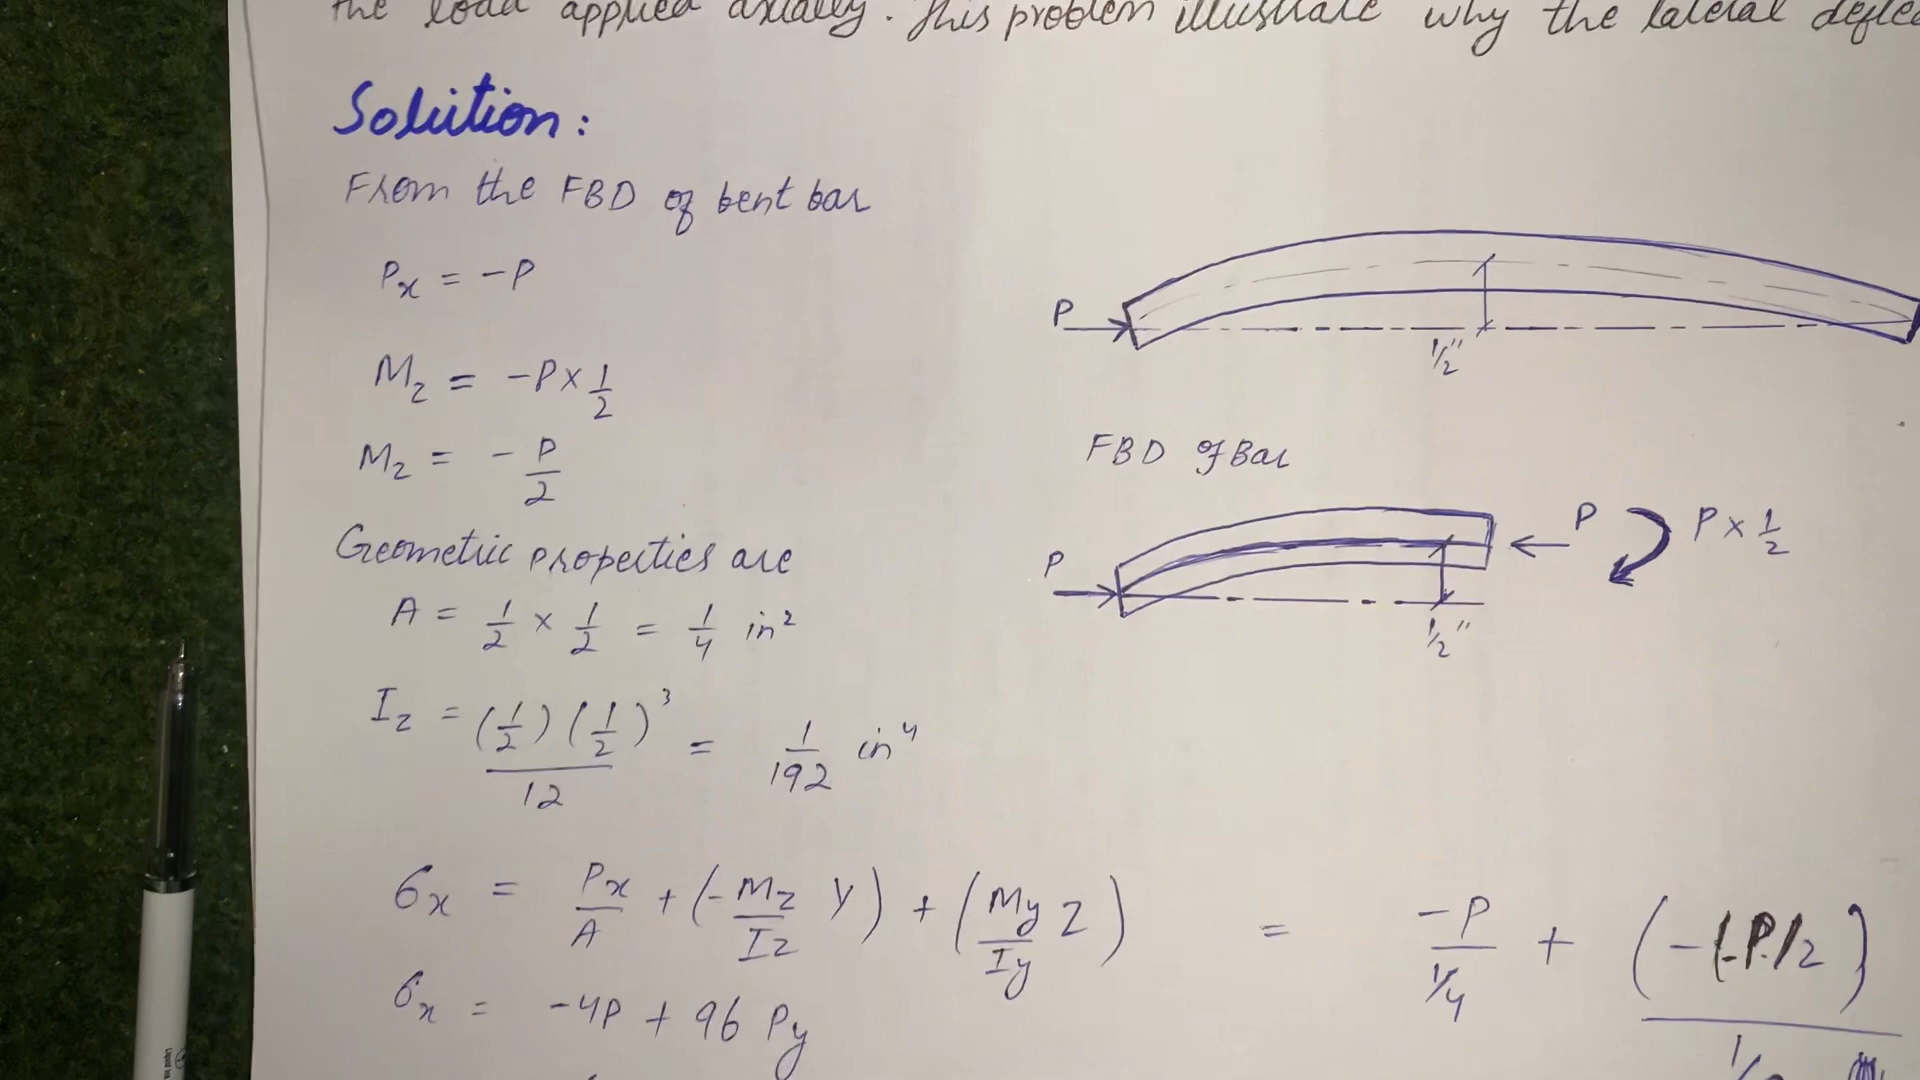 the load applied axially. This problem illustrate why the lateral
Solution:
From the FBD of bent bar
Px = -P
Mz = -P x 1/2
Mz = - P/2
Geometric properties are
A = 1/2 x 1/2 = 1/4 in²
Iz = (1/2)(1/2)³/12 = 1/192 in⁴
σx = Px/A + (-Mz/Iz y) + (My/Iy z) = -P/1/4 + (-(-P/2)
σx = -4P + 96 Py
P
1/2"
FBD of Bar
P
P
P x 1/2
1/2"